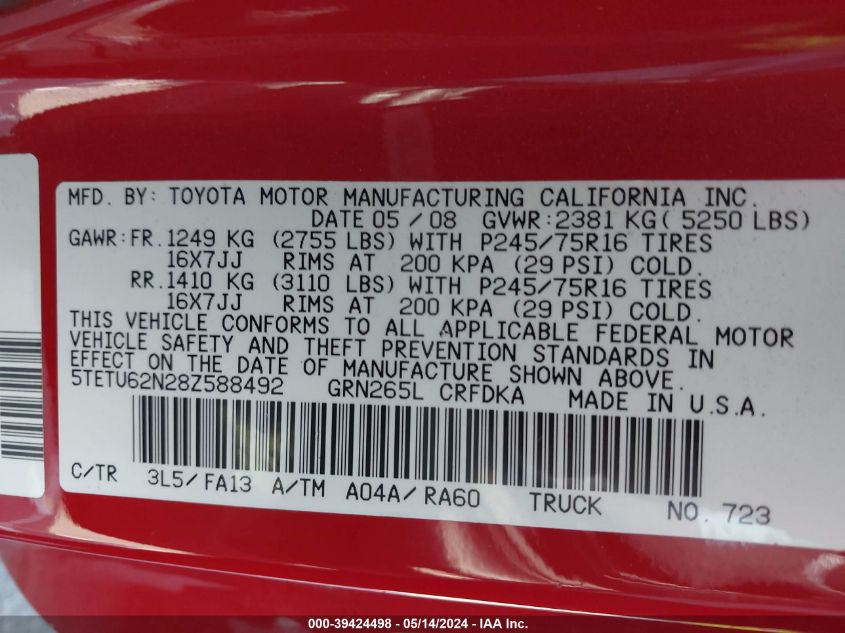 MFD. BY: TOYOTA MOTOR MANUFACTURING CALIFORNIA INC.
DATE 05 / 08 GVWR:2381 KG( 5250 LBS)
GAWR:FR.1249 KG (2755 LBS) WITH P245/75R16 TIRES
16X7JJ RIMS AT 200 KPA (29 PSI) COLD.
RR.1410 KG (3110 LBS) WITH P245/75R16 TIRES
16X7JJ RIMS AT 200 KPA (29 PSI) COLD.
THIS VEHICLE CONFORMS TO ALL APPLICABLE FEDERAL MOTOR
VEHICLE SAFETY AND THEFT PREVENTION STANDARDS IN
EFFECT ON THE DATE OF MANUFACTURE SHOWN ABOVE.
5TETU62N28Z588492 GRN265L CRFDKA MADE IN U.S.A.
C/TR 3L5/FA13 A/TM A04A/RA60 TRUCK NO. 723
000-39424498 - 05/14/2024 - IAA Inc.